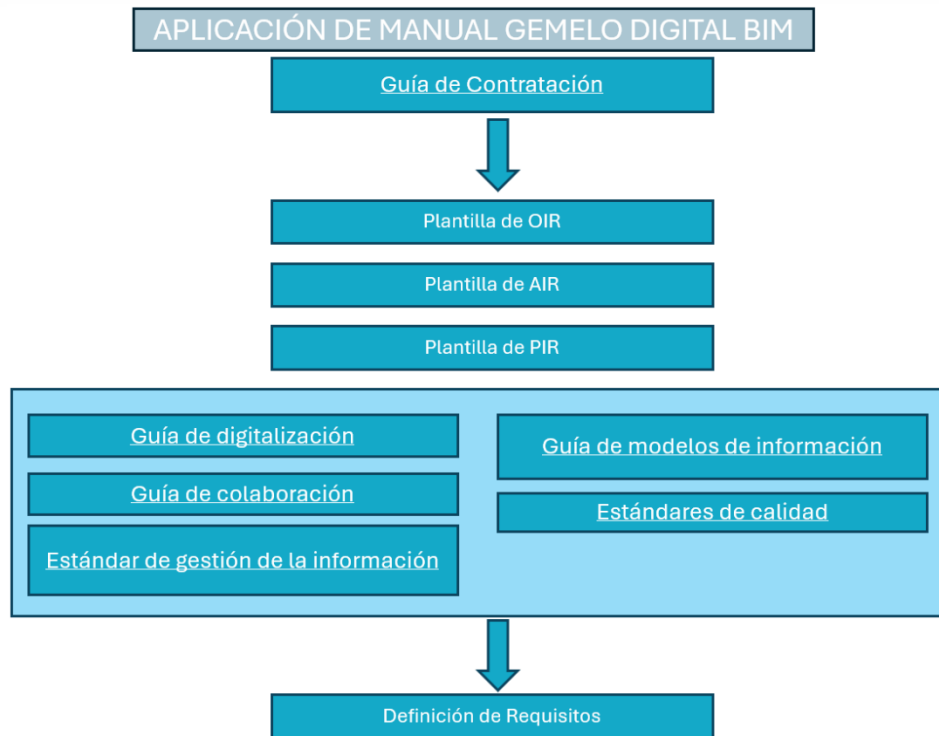 APLICACIÓN DE MANUAL GEMELO DIGITAL BIM
Guía de Contratación
Plantilla de OIR
Plantilla de AIR
Plantilla de PIR
Guía de digitalización
Guía de colaboración
Estándar de gestión de la información
Guía de modelos de información
Estándares de calidad
Definición de Requisitos